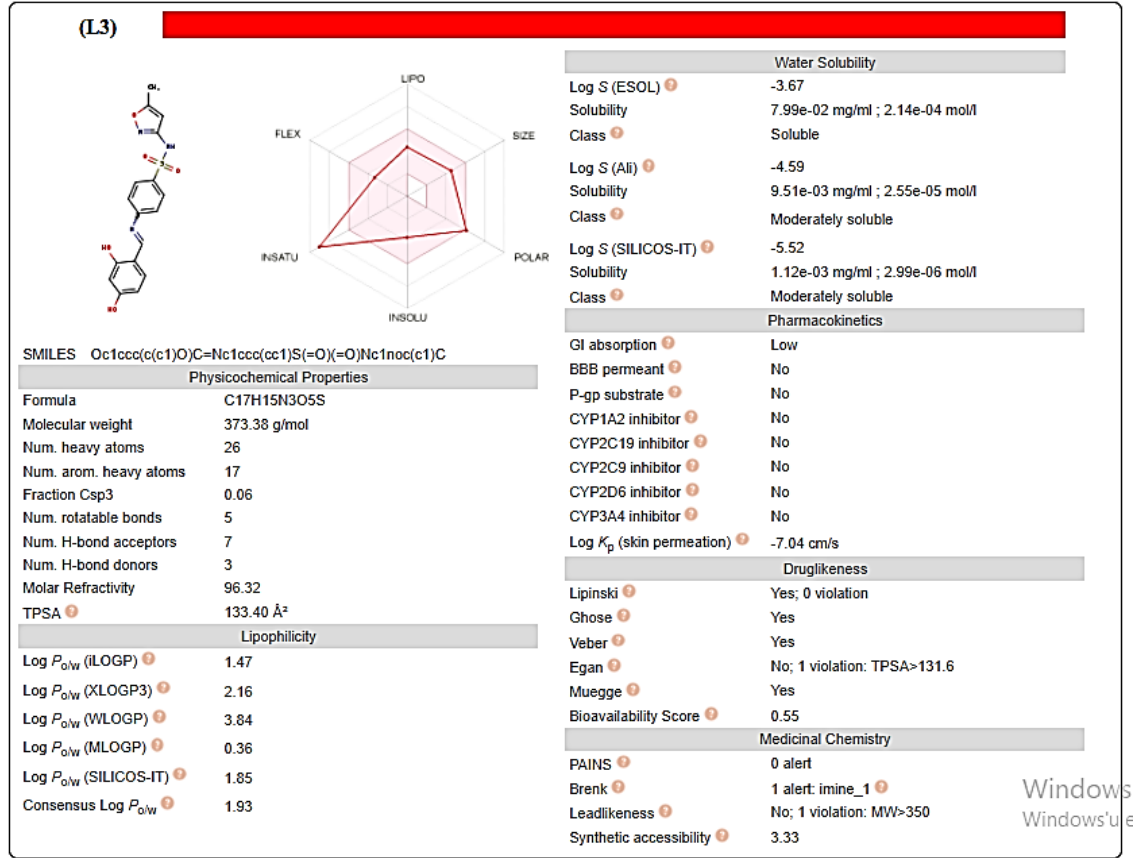 (L3)
CH₃
O
N
NH
O
S
O
N
HO
HO
LIPO
FLEX
SIZE
INSATU
POLAR
INSOLU
SMILES Oc1ccc(c(c1)O)C=Nc1ccc(cc1)S(=O)(=O)Nc1noc(c1)C
Physicochemical Properties
Formula C17H15N3O5S
Molecular weight 373.38 g/mol
Num. heavy atoms 26
Num. arom. heavy atoms 17
Fraction Csp3 0.06
Num. rotatable bonds 5
Num. H-bond acceptors 7
Num. H-bond donors 3
Molar Refractivity 96.32
TPSA ? 133.40 Å²
Lipophilicity
Log Po/w (iLOGP) ? 1.47
Log Po/w (XLOGP3) ? 2.16
Log Po/w (WLOGP) ? 3.84
Log Po/w (MLOGP) ? 0.36
Log Po/w (SILICOS-IT) ? 1.85
Consensus Log Po/w ? 1.93
Water Solubility
Log S (ESOL) ? -3.67
Solubility 7.99e-02 mg/ml ; 2.14e-04 mol/l
Class ? Soluble
Log S (Ali) ? -4.59
Solubility 9.51e-03 mg/ml ; 2.55e-05 mol/l
Class ? Moderately soluble
Log S (SILICOS-IT) ? -5.52
Solubility 1.12e-03 mg/ml ; 2.99e-06 mol/l
Class ? Moderately soluble
Pharmacokinetics
GI absorption ? Low
BBB permeant ? No
P-gp substrate ? No
CYP1A2 inhibitor ? No
CYP2C19 inhibitor ? No
CYP2C9 inhibitor ? No
CYP2D6 inhibitor ? No
CYP3A4 inhibitor ? No
Log Kp (skin permeation) ? -7.04 cm/s
Druglikeness
Lipinski ? Yes; 0 violation
Ghose ? Yes
Veber ? Yes
Egan ? No; 1 violation: TPSA>131.6
Muegge ? Yes
Bioavailability Score ? 0.55
Medicinal Chemistry
PAINS ? 0 alert
Brenk ? 1 alert: imine_1 ?
Leadlikeness ? No; 1 violation: MW>350
Synthetic accessibility ? 3.33
Windows
Windows'u e